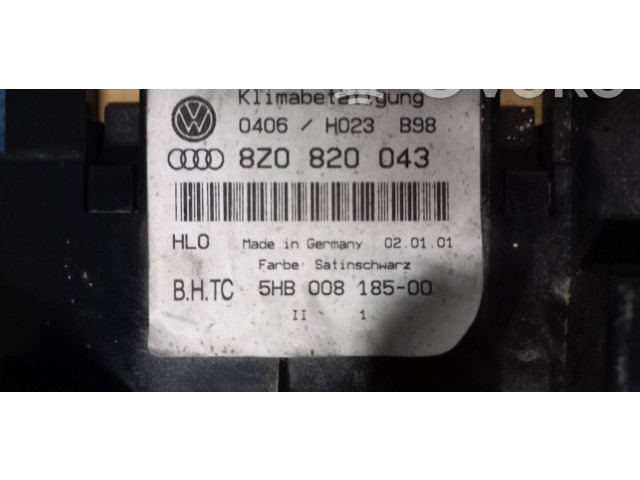 Klimabetätigung
0406 / H023 B98
8Z0 820 043
HLO Made in Germany 02.01.01
Farbe: Satinschwarz
B.H.TC 5HB 008 185-00
II 1